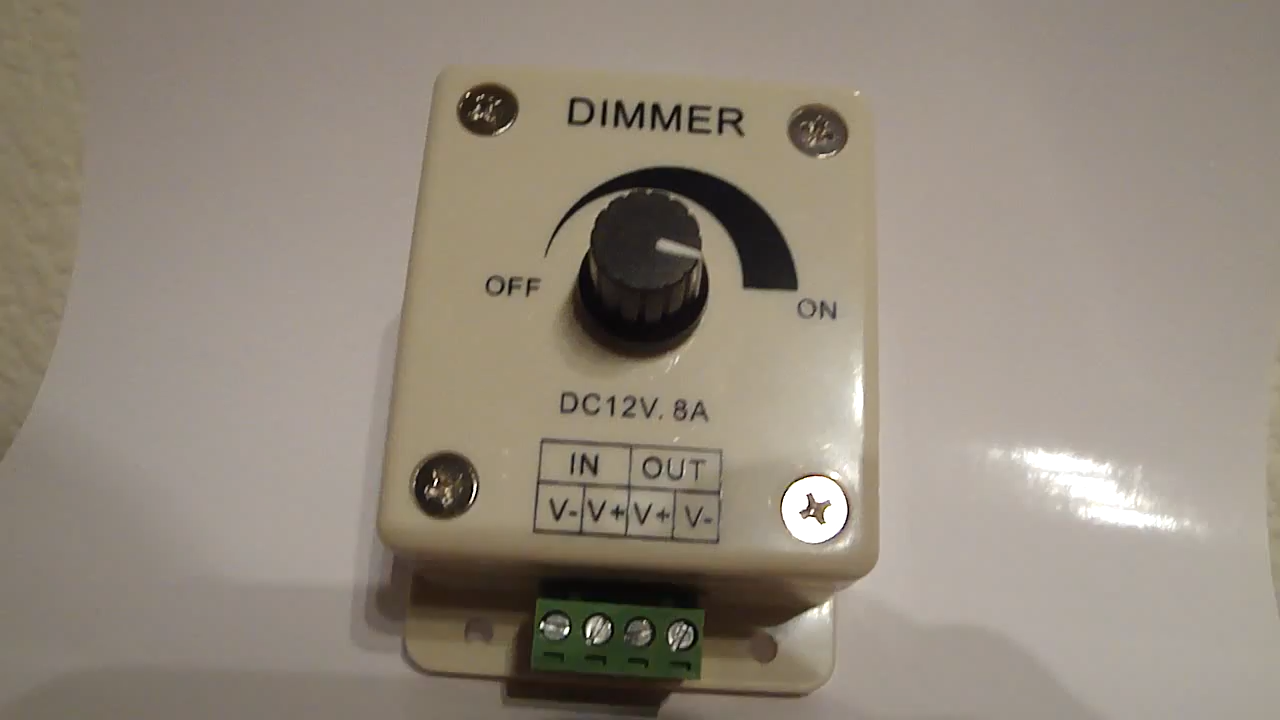 DIMMER
OFF
ON
DC12V. 8A
IN OUT
V- V+ V+ V-